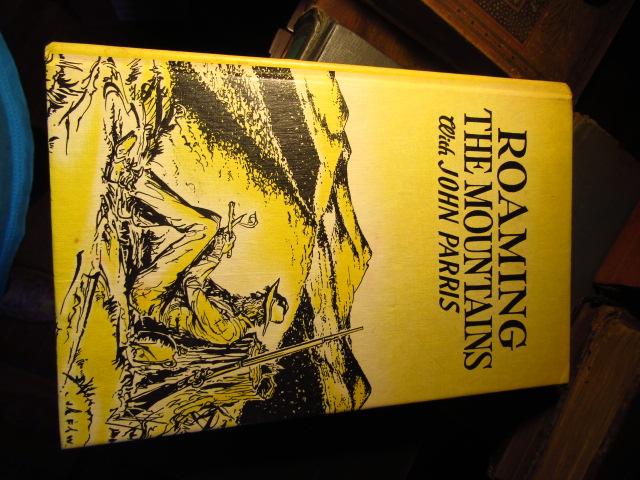 ROAMING
THE MOUNTAINS
With JOHN PARRIS